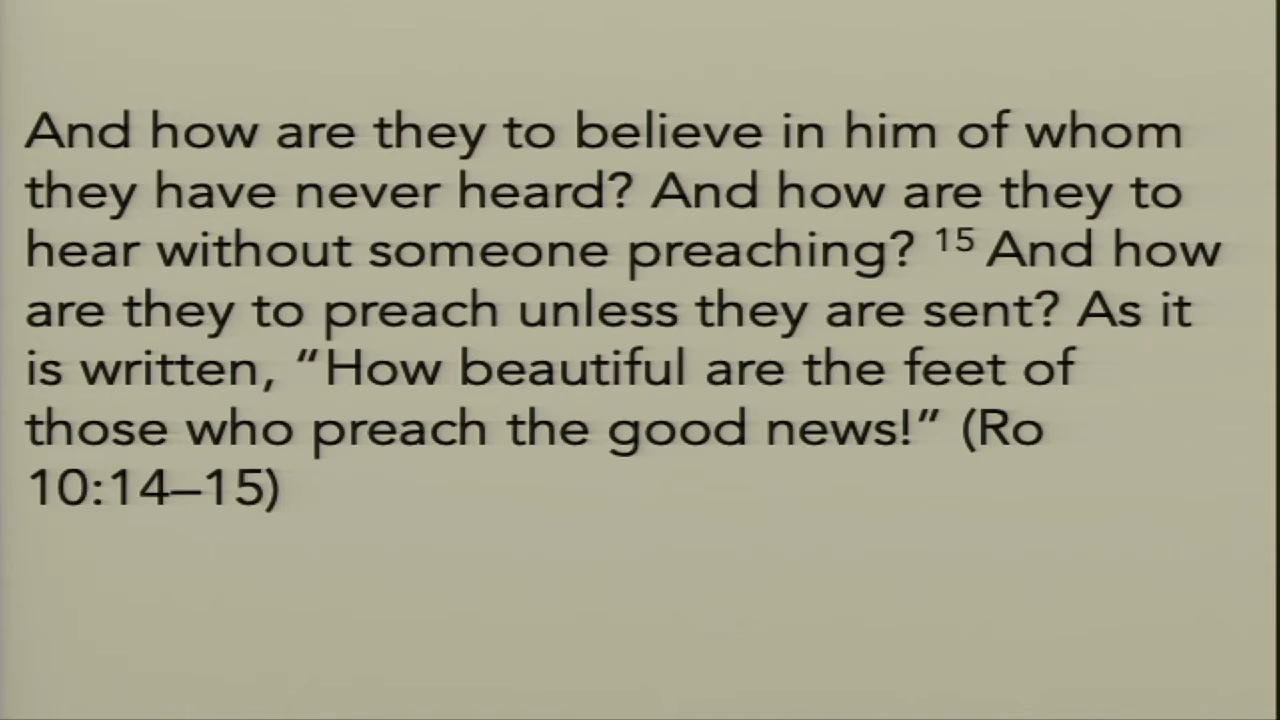 And how are they to believe in him of whom
they have never heard? And how are they to
hear without someone preaching? 15 And how
are they to preach unless they are sent? As it
is written, “How beautiful are the feet of
those who preach the good news!” (Ro
10:14–15)